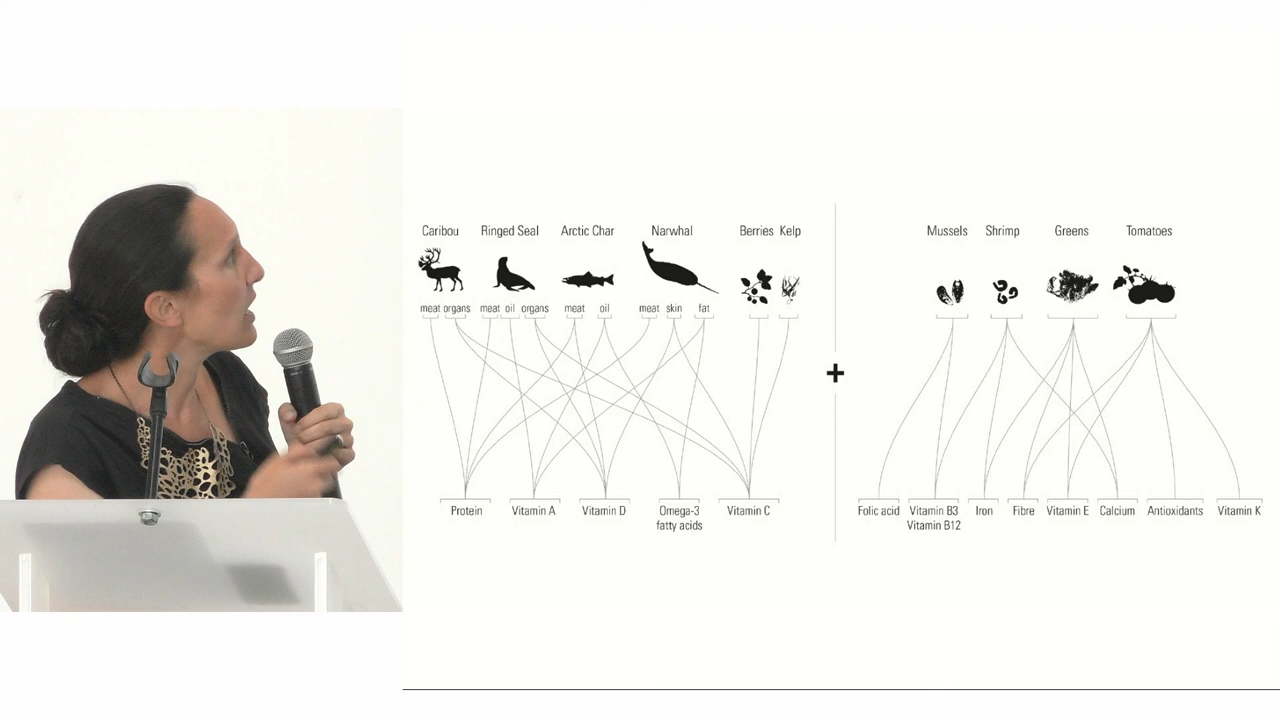 Caribou Ringed Seal Arctic Char Narwhal Berries Kelp
meat organs meat oil organs meat oil meat skin fat
Protein Vitamin A Vitamin D Omega-3 Vitamin C
fatty acids
+
Mussels Shrimp Greens Tomatoes
Folic acid Vitamin B3 Iron Fibre Vitamin E Calcium Antioxidants Vitamin K
Vitamin B12